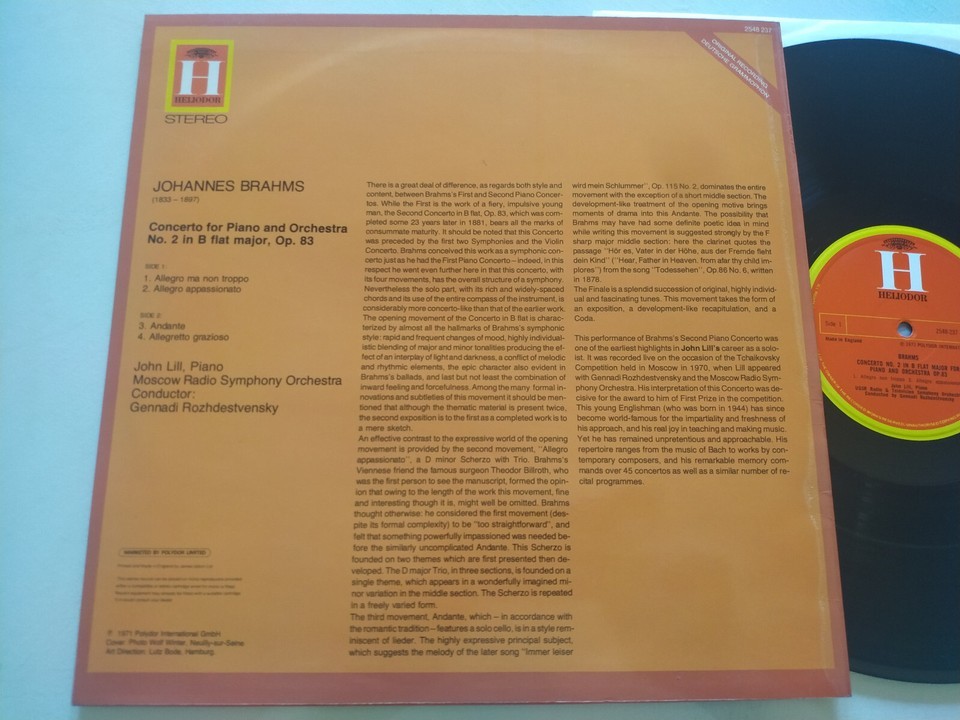 2548 237
ORIGINAL RECORDING
DEUTSCHE GRAMMOPHON
H
HELIODOR
STEREO
JOHANNES BRAHMS
(1833 – 1897)
Concerto for Piano and Orchestra
No. 2 in B flat major, Op. 83
SIDE 1:
1. Allegro ma non troppo
2. Allegro appassionato
SIDE 2:
3. Andante
4. Allegretto grazioso
John Lill, Piano
Moscow Radio Symphony Orchestra
Conductor:
Gennadi Rozhdestvensky
MARKETED BY POLYDOR LIMITED
℗ 1971 Polydor International GmbH
Cover: Photo Wolf Winter, Neuilly-sur-Seine
Art Direction: Lutz Bode, Hamburg.
There is a great deal of difference, as regards both style and
content, between Brahms's First and Second Piano Concer-
tos. While the First is the work of a fiery, impulsive young
man, the Second Concerto in B flat, Op. 83, which was com-
pleted some 23 years later in 1881, bears all the marks of
consummate maturity. It should be noted that this Concerto
was preceded by the first two Symphonies and the Violin
Concerto. Brahms conceived this work as a symphonic con-
certo just as he had the First Piano Concerto – indeed, in this
respect he went even further here in that this concerto, with
its four movements, has the overall structure of a symphony.
Nevertheless the solo part, with its rich and widely-spaced
chords and its use of the entire compass of the instrument, is
considerably more concerto-like than that of the earlier work.
The opening movement of the Concerto in B flat is charac-
terized by almost all the hallmarks of Brahms's symphonic
style: rapid and frequent changes of mood, highly individual-
istic blending of major and minor tonalities producing the ef-
fect of an interplay of light and darkness, a conflict of melodic
and rhythmic elements, the epic character also evident in
Brahms's ballads, and last but not least the combination of
inward feeling and forcefulness. Among the many formal in-
novations and subtleties of this movement it should be men-
tioned that although the thematic material is present twice,
the second exposition is to the first as a completed work is to
a mere sketch.
An effective contrast to the expressive world of the opening
movement is provided by the second movement, "Allegro
appassionato", a D minor Scherzo with Trio. Brahms's
Viennese friend the famous surgeon Theodor Billroth, who
was the first person to see the manuscript, formed the opin-
ion that owing to the length of the work this movement, fine
and interesting though it is, might well be omitted. Brahms
thought otherwise: he considered the first movement (des-
pite its formal complexity) to be "too straightforward", and
felt that something powerfully impassioned was needed be-
fore the similarly uncomplicated Andante. This Scherzo is
founded on two themes which are first presented then de-
veloped. The D major Trio, in three sections, is founded on a
single theme, which appears in a wonderfully imagined mi-
nor variation in the middle section. The Scherzo is repeated
in a freely varied form.
The third movement, Andante, which – in accordance with
the romantic tradition – features a solo cello, is in a style rem-
iniscent of lieder. The highly expressive principal subject,
which suggests the melody of the later song "Immer leiser
wird mein Schlummer", Op. 115 No. 2, dominates the entire
movement with the exception of a short middle section. The
development-like treatment of the opening motive brings
moments of drama into this Andante. The possibility that
Brahms may have had some definite poetic idea in mind
while writing this movement is suggested strongly by the F
sharp major middle section: here the clarinet quotes the
passage "Hör es, Vater in der Höhe, aus der Fremde fleht
dein Kind" ("Hear, Father in Heaven, from afar thy child im-
plores") from the song "Todessehen", Op.86 No. 6, written
in 1878.
The Finale is a splendid succession of original, highly individ-
ual and fascinating tunes. This movement takes the form of
an exposition, a development-recapitulation, and a
Coda.
This performance of Brahms's Second Piano Concerto was
one of the earliest highlights in John Lill's career as a solo-
ist. It was recorded live on the occasion of the Tchaikovsky
Competition held in Moscow in 1970, when Lill appeared
with Gennadi Rozhdestvensky and the Moscow Radio Sym-
phony Orchestra. His interpretation of this Concerto was de-
cisive for the award to him of First Prize in the competition.
This young Englishman (who was born in 1944) has since
become world-famous for the impartiality and freshness of
his approach, and his real joy in teaching and making music.
Yet he has remained unpretentious and approachable. His
repertoire ranges from the music of Bach to works by con-
temporary composers, and his remarkable memory com-
mands over 45 concertos as well as a similar number of re-
cital programmes.
H
HELIODOR
Side 1
2548 237
Made in England
BRAHMS
CONCERTO NO. 2 IN B FLAT MAJOR FOR
PIANO AND ORCHESTRA OP.83
John Lill, Piano